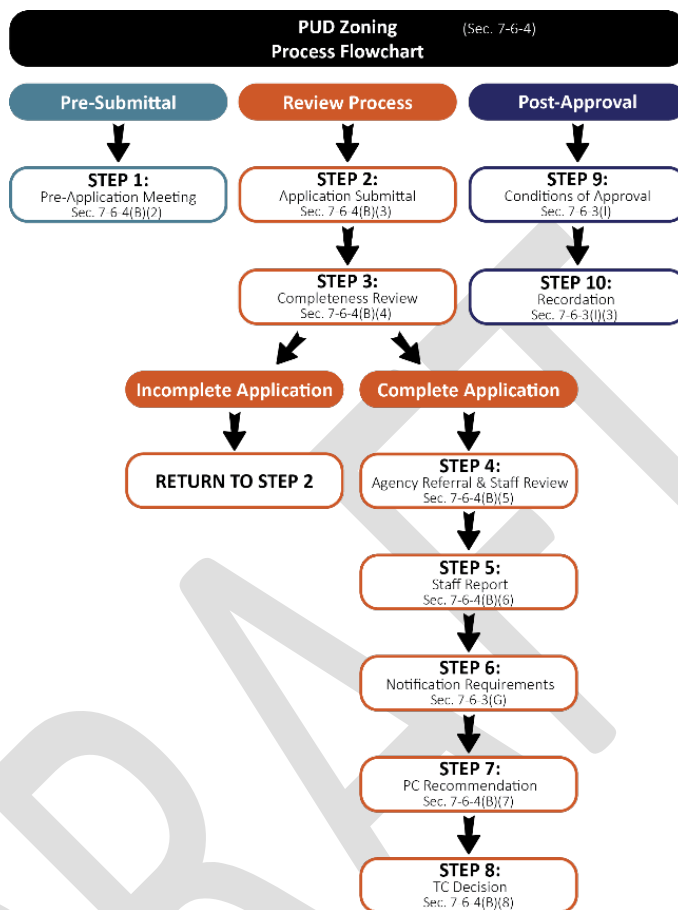 PUD Zoning (Sec. 7-6-4)
Process Flowchart
Pre-Submittal
Review Process
Post-Approval
STEP 1:
Pre-Application Meeting
Sec. 7-6-4(B)(2)
STEP 2:
Application Submittal
Sec. 7-6-4(B)(3)
STEP 9:
Conditions of Approval
Sec. 7-6-3(I)
STEP 3:
Completeness Review
Sec. 7-6-4(B)(4)
STEP 10:
Recordation
Sec. 7-6-3(I)(3)
Incomplete Application
Complete Application
RETURN TO STEP 2
STEP 4:
Agency Referral & Staff Review
Sec. 7-6-4(B)(5)
STEP 5:
Staff Report
Sec. 7-6-4(B)(6)
STEP 6:
Notification Requirements
Sec. 7-6-3(G)
STEP 7:
PC Recommendation
Sec. 7-6-4(B)(7)
STEP 8:
TC Decision
Sec. 7-6-4(B)(8)
DRAFT